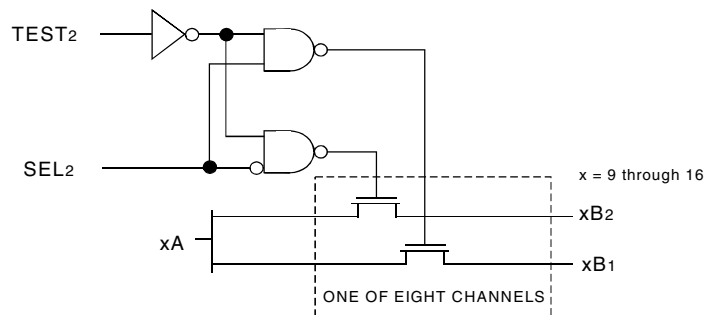 TEST2
SEL2
x = 9 through 16
xB2
xA
xB1
ONE OF EIGHT CHANNELS